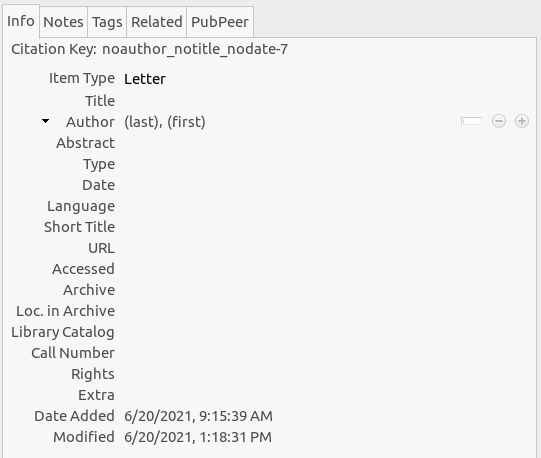 Info Notes Tags Related PubPeer
Citation Key: noauthor_notitle_nodate-7
Item Type Letter
Title
Author (last), (first)
Abstract
Type
Date
Language
Short Title
URL
Accessed
Archive
Loc. in Archive
Library Catalog
Call Number
Rights
Extra
Date Added 6/20/2021, 9:15:39 AM
Modified 6/20/2021, 1:18:31 PM